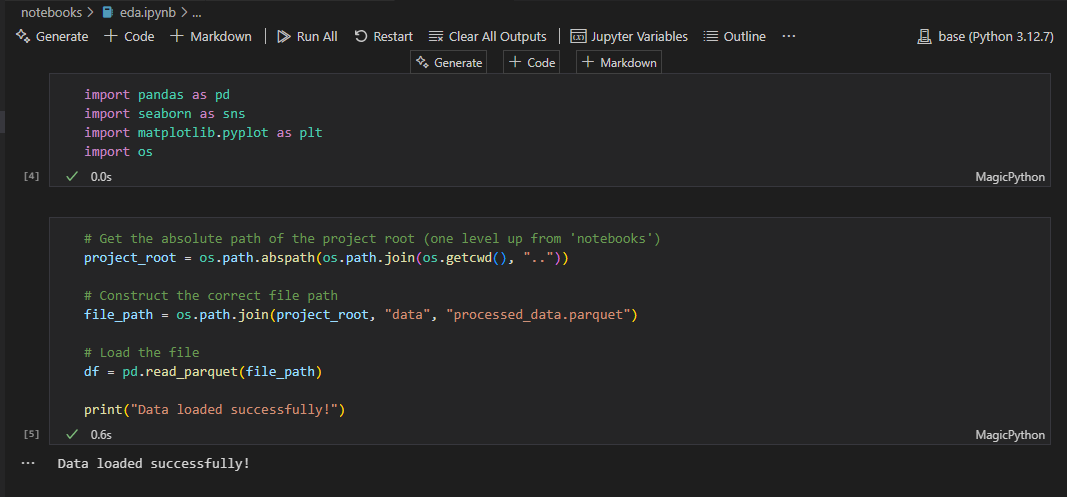 notebooks > eda.ipynb > ...
Generate + Code + Markdown | Run All Restart Clear All Outputs | Jupyter Variables Outline ... base (Python 3.12.7)
Generate + Code + Markdown
import pandas as pd
import seaborn as sns
import matplotlib.pyplot as plt
import os
[4] ✓ 0.0s MagicPython
# Get the absolute path of the project root (one level up from 'notebooks')
project_root = os.path.abspath(os.path.join(os.getcwd(), ".."))
# Construct the correct file path
file_path = os.path.join(project_root, "data", "processed_data.parquet")
# Load the file
df = pd.read_parquet(file_path)
print("Data loaded successfully!")
[5] ✓ 0.6s MagicPython
... Data loaded successfully!